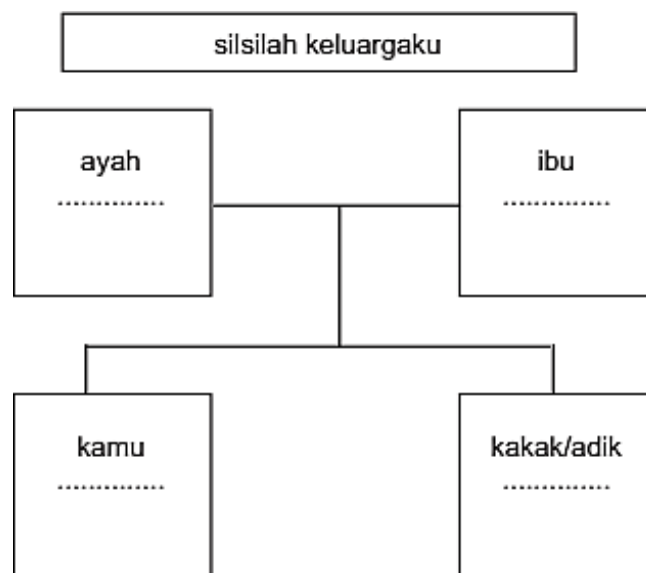 silsilah keluargaku
ayah
..............
ibu
..............
kamu
..............
kakak/adik
..............